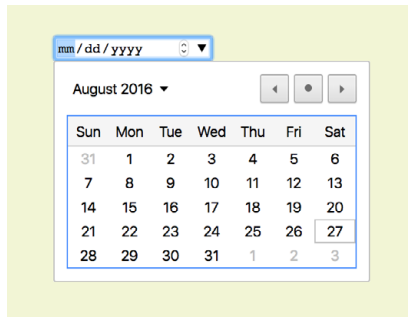 mm/dd/yyyy
August 2016
Sun Mon Tue Wed Thu Fri Sat
31 1 2 3 4 5 6
7 8 9 10 11 12 13
14 15 16 17 18 19 20
21 22 23 24 25 26 27
28 29 30 31 1 2 3